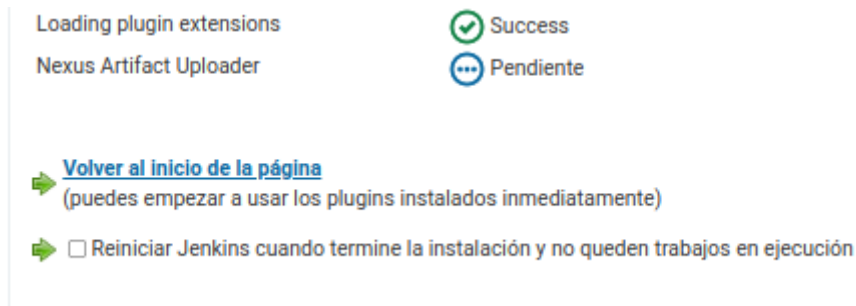 Loading plugin extensions Success
Nexus Artifact Uploader Pendiente
Volver al inicio de la página
(puedes empezar a usar los plugins instalados inmediatamente)
Reiniciar Jenkins cuando termine la instalación y no queden trabajos en ejecución